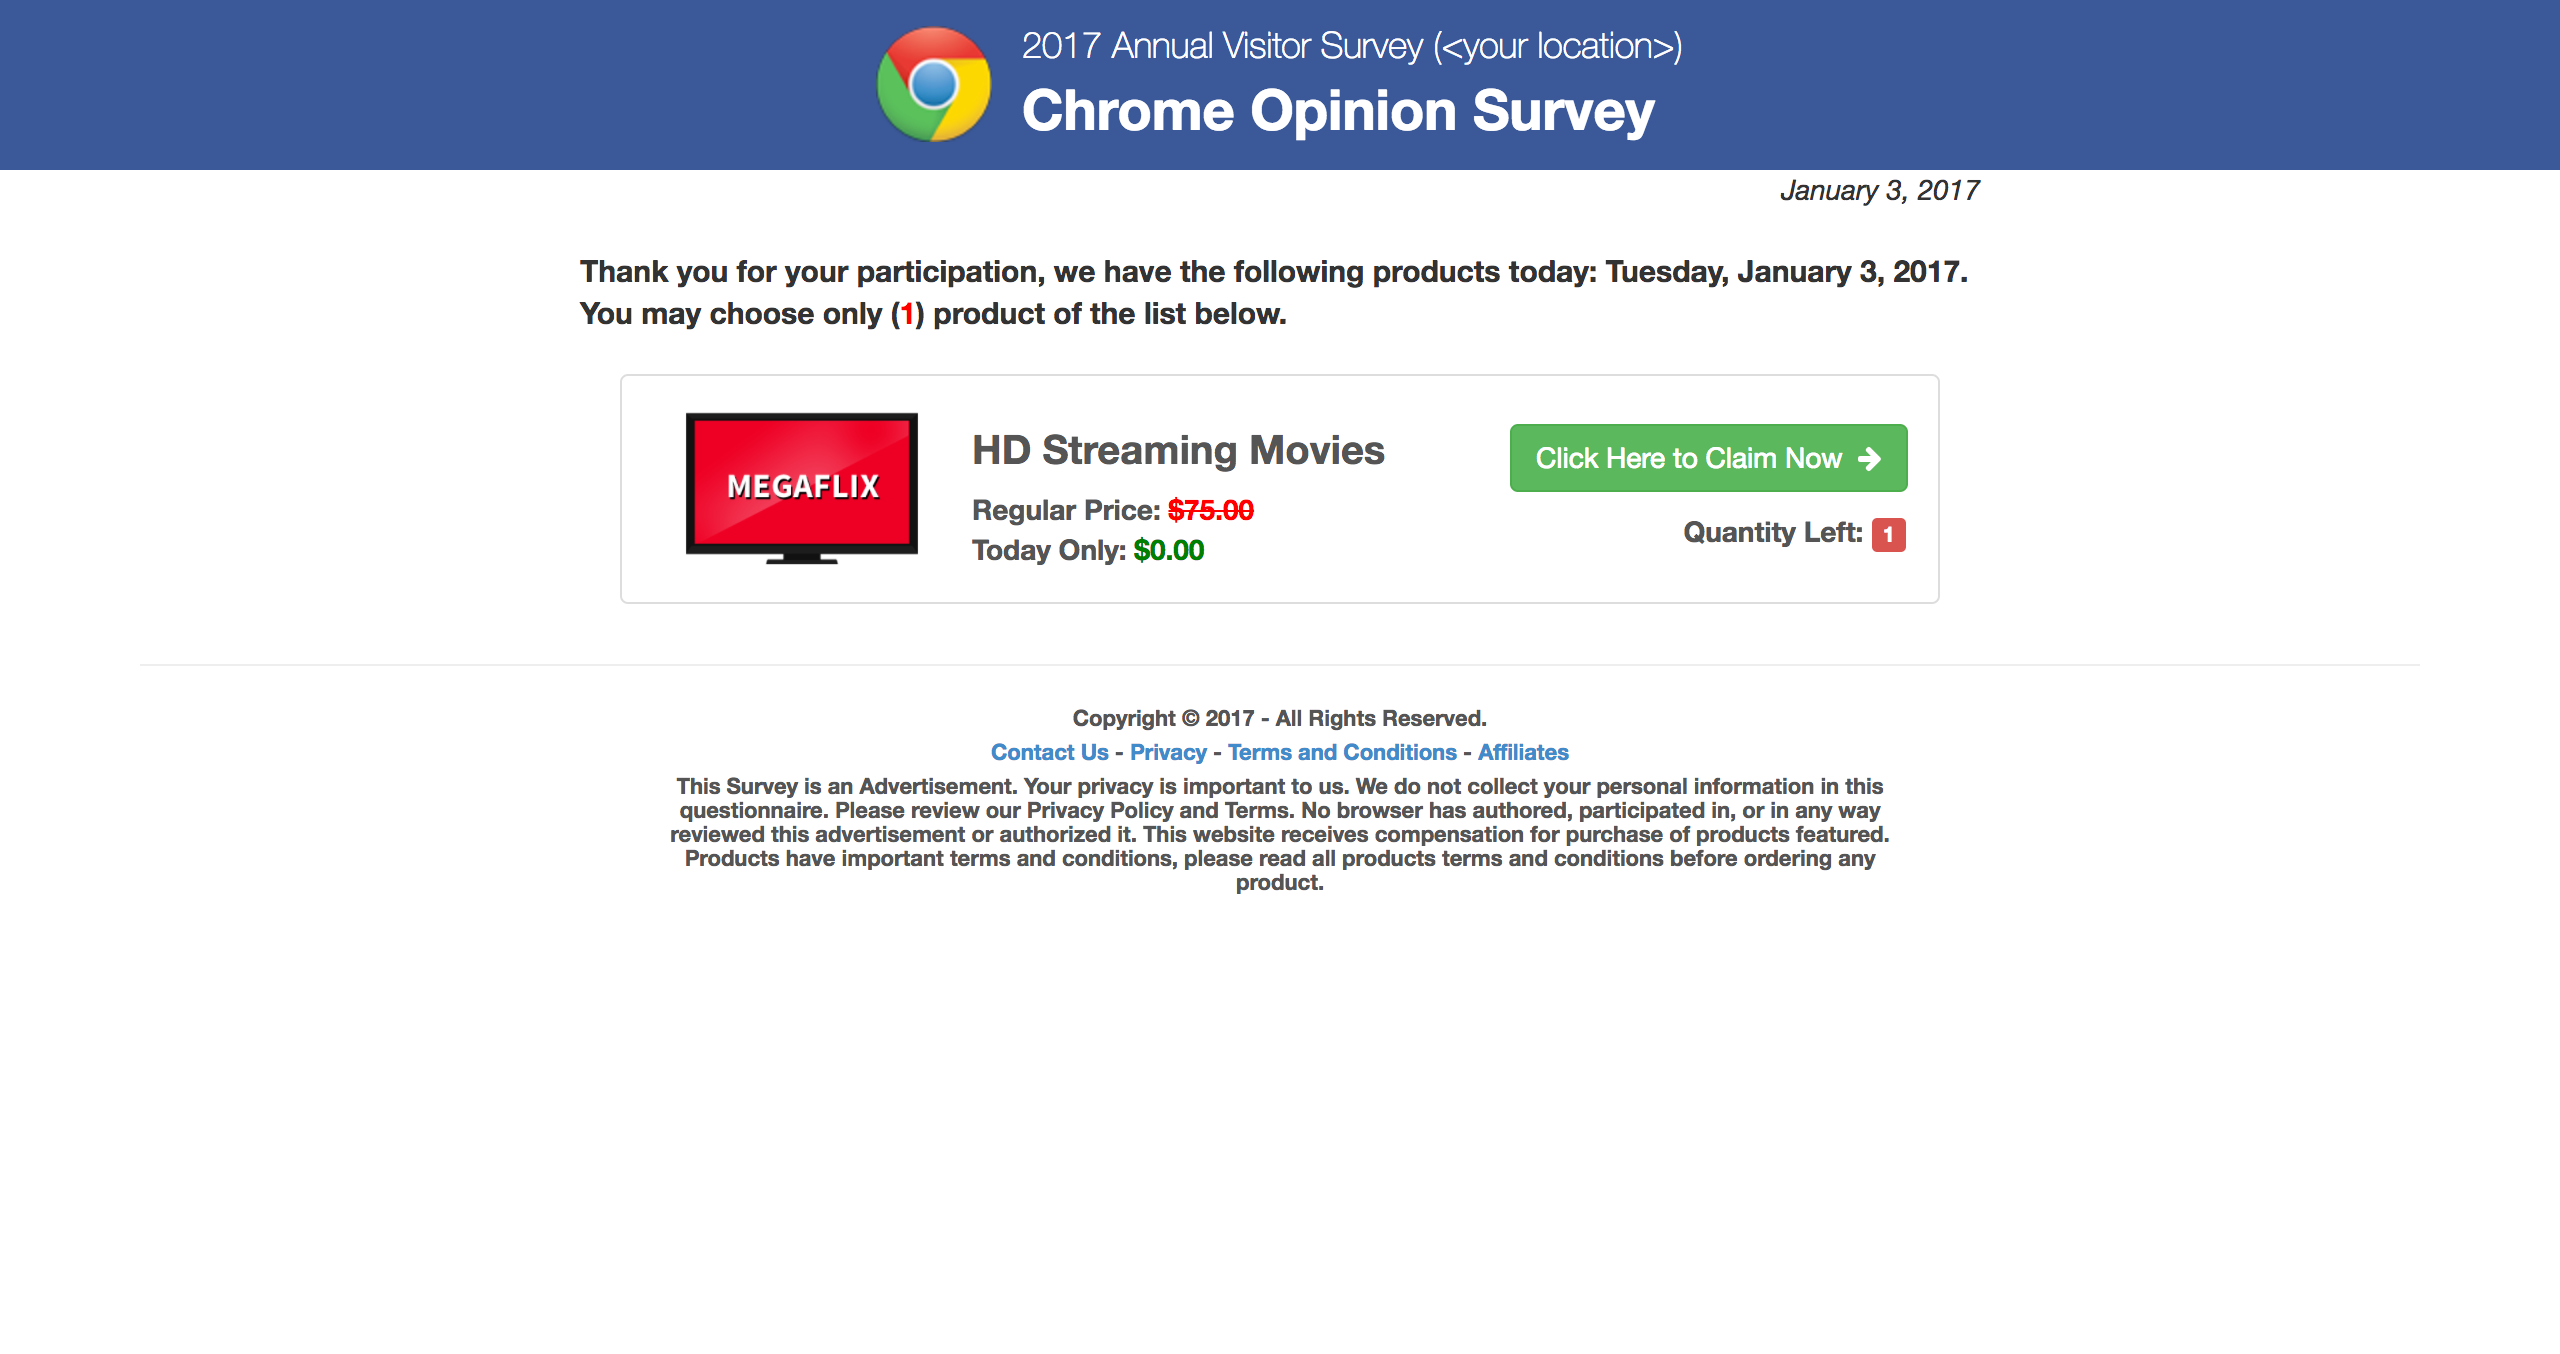 2017 Annual Visitor Survey (<your location>)
Chrome Opinion Survey
January 3, 2017
Thank you for your participation, we have the following products today: Tuesday, January 3, 2017.
You may choose only (1) product of the list below.
MEGAFLIX
HD Streaming Movies
Regular Price: $75.00
Today Only: $0.00
Click Here to Claim Now
Quantity Left: 1
Copyright © 2017 - All Rights Reserved.
Contact Us - Privacy - Terms and Conditions - Affiliates
This Survey is an Advertisement. Your privacy is important to us. We do not collect your personal information in this
questionnaire. Please review our Privacy Policy and Terms. No browser has authored, participated in, or in any way
reviewed this advertisement or authorized it. This website receives compensation for purchase of products featured.
Products have important terms and conditions, please read all products terms and conditions before ordering any
product.